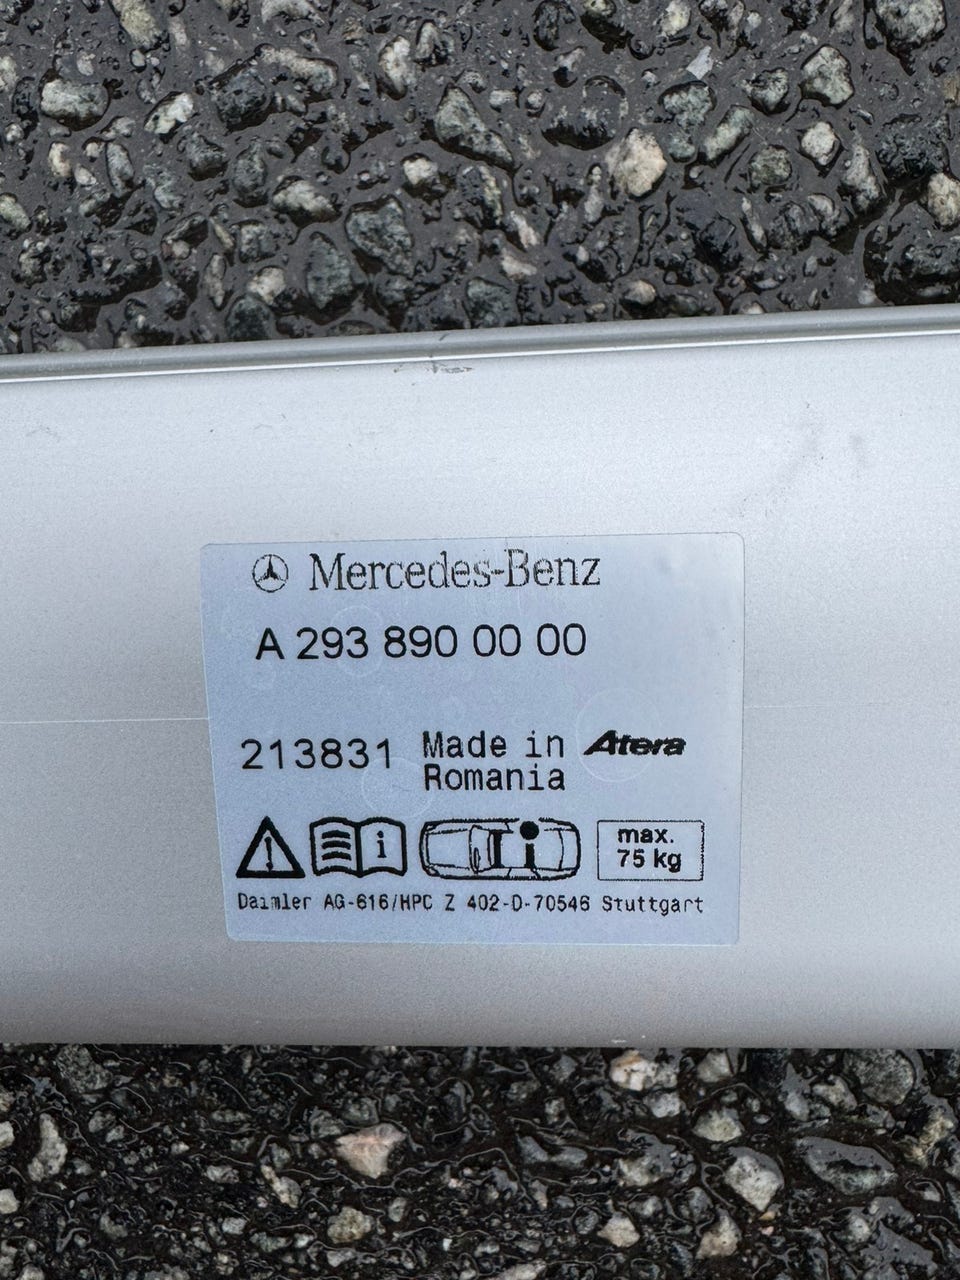 Mercedes-Benz
A 293 890 00 00
213831 Made in Atera
Romania
i
max.
75 kg
Daimler AG-616/HPC Z 402-D-70546 Stuttgart